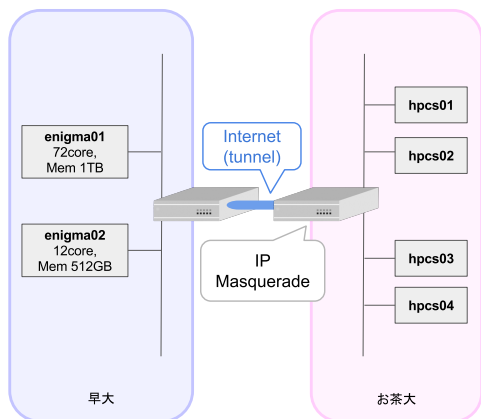 enigma01
72core,
Mem 1TB
enigma02
12core,
Mem 512GB
早大
Internet
(tunnel)
IP
Masquerade
hpcs01
hpcs02
hpcs03
hpcs04
お茶大